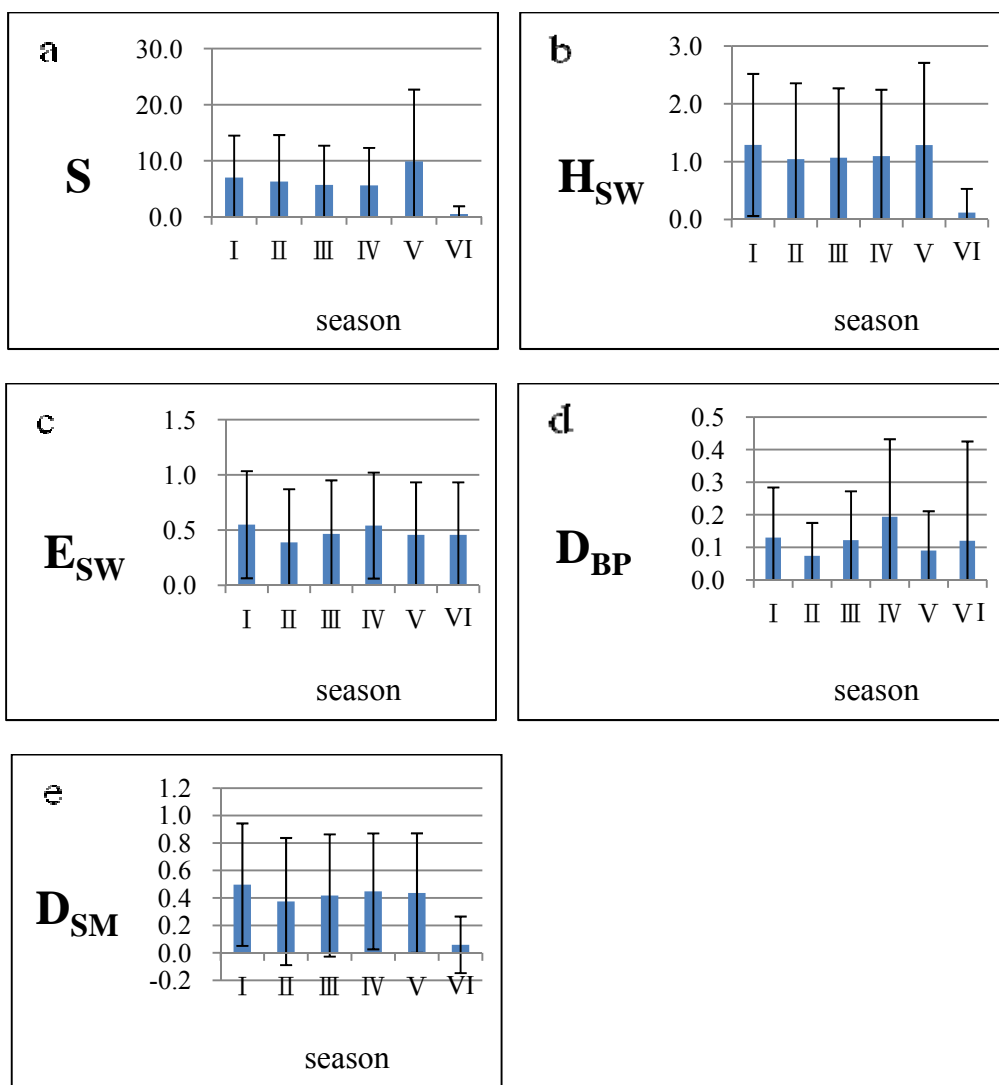 a
30.0
20.0
10.0
0.0
S
I II III IV V VI
season
b
3.0
2.0
1.0
0.0
H_SW
I II III IV V VI
season
c
1.5
1.0
0.5
0.0
E_SW
I II III IV V VI
season
d
0.5
0.4
0.3
0.2
0.1
0.0
D_BP
I II III IV V VI
season
e
1.2
1.0
0.8
0.6
0.4
0.2
0.0
-0.2
D_SM
I II III IV V VI
season